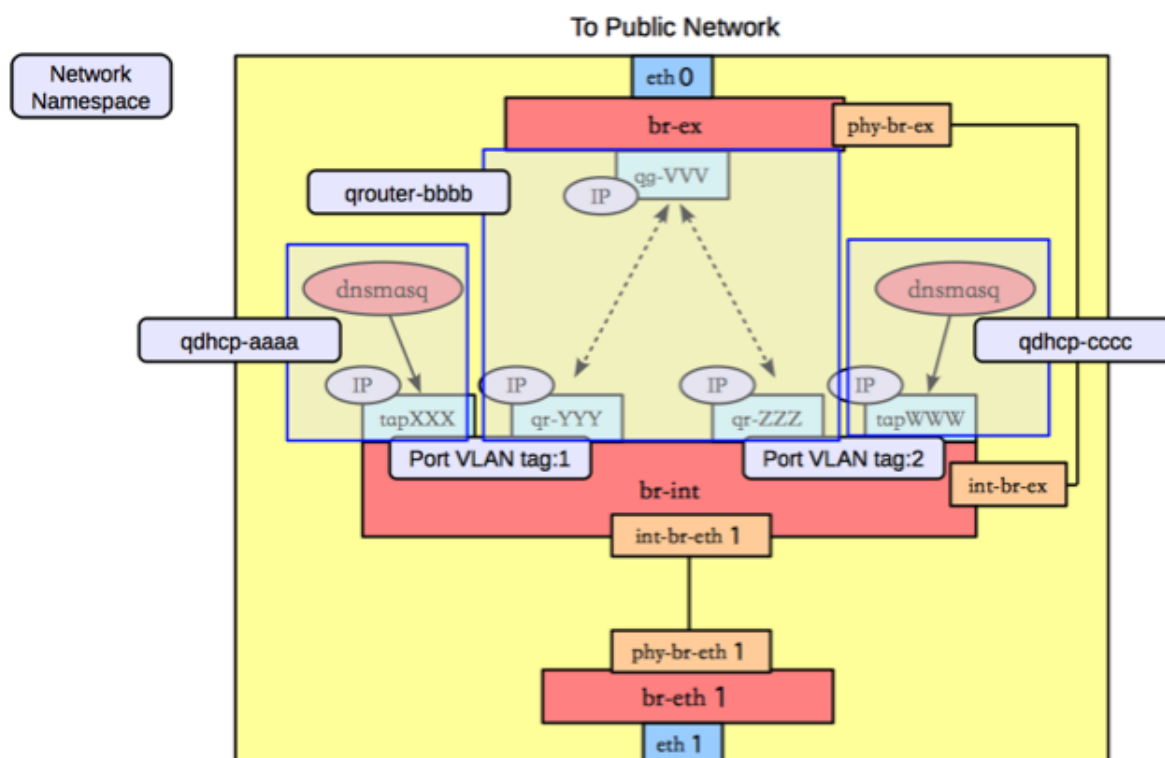 To Public Network
Network
Namespace
eth 0
br-ex
phy-br-ex
qg-VVV
IP
qrouter-bbbb
dnsmasq
dnsmasq
qdhcp-aaaa
qdhcp-cccc
IP
IP
IP
IP
tapXXX
qr-YYY
qr-ZZZ
tapWWW
Port VLAN tag:1
Port VLAN tag:2
br-int
int-br-ex
int-br-eth 1
phy-br-eth 1
br-eth 1
eth 1